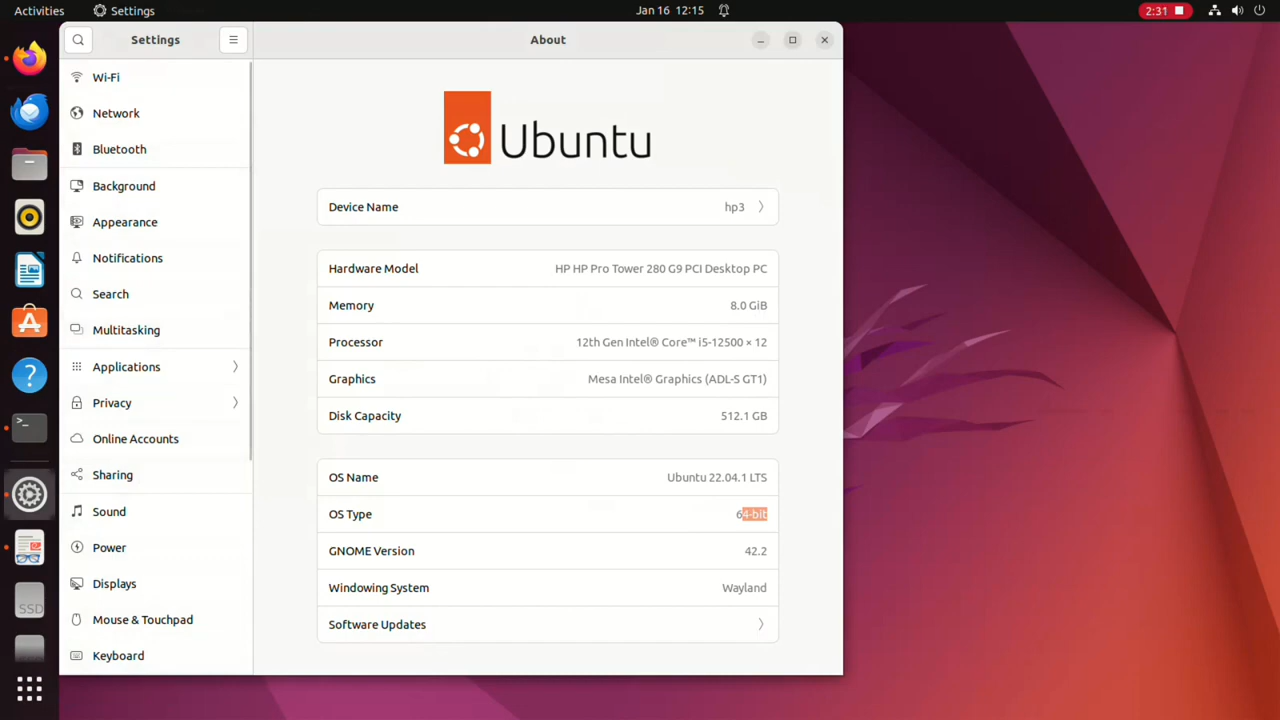 Activities Settings Jan 16 12:15 2:31
Settings About
Ubuntu
Wi-Fi
Network
Bluetooth
Background
Appearance
Notifications
Search
Multitasking
Applications
Privacy
Online Accounts
Sharing
Sound
Power
Displays
Mouse & Touchpad
Keyboard
Device Name hp3
Hardware Model HP HP Pro Tower 280 G9 PCI Desktop PC
Memory 8.0 GiB
Processor 12th Gen Intel® Core™ i5-12500 × 12
Graphics Mesa Intel® Graphics (ADL-S GT1)
Disk Capacity 512.1 GB
OS Name Ubuntu 22.04.1 LTS
OS Type 64-bit
GNOME Version 42.2
Windowing System Wayland
Software Updates
SSD